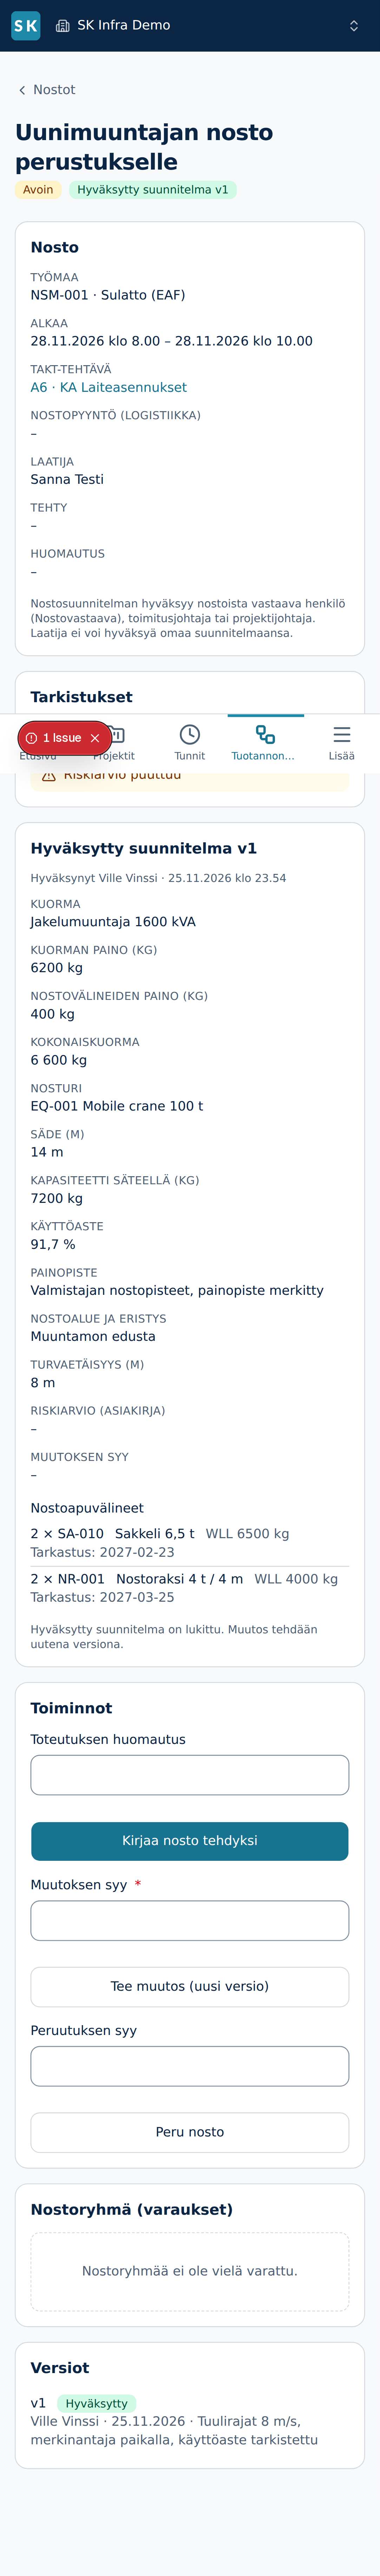 SK SK Infra Demo
Nostot
Uunimuuntajan nosto
perustukselle
Avoin Hyväksytty suunnitelma v1
Nosto
TYÖMAA
NSM-001 · Sulatto (EAF)
ALKAA
28.11.2026 klo 8.00 – 28.11.2026 klo 10.00
TAKT-TEHTÄVÄ
A6 · KA Laiteasennukset
NOSTOPYYNTÖ (LOGISTIIKKA)
–
LAATIJA
Sanna Testi
TEHTY
–
HUOMAUTUS
–
Nostosuunnitelman hyväksyy nostoista vastaava henkilö
(Nostovastaava), toimitusjohtaja tai projektijohtaja.
Laatija ei voi hyväksyä omaa suunnitelmaansa.
Tarkistukset
1 Issue
Etusivu Projektit Tunnit Tuotannon... Lisää
Riskiarvio puuttuu
Hyväksytty suunnitelma v1
Hyväksynyt Ville Vinssi · 25.11.2026 klo 23.54
KUORMA
Jakelumuuntaja 1600 kVA
KUORMAN PAINO (KG)
6200 kg
NOSTOVÄLINEIDEN PAINO (KG)
400 kg
KOKONAISKUORMA
6 600 kg
NOSTURI
EQ-001 Mobile crane 100 t
SÄDE (M)
14 m
KAPASITEETTI SÄTEELLÄ (KG)
7200 kg
KÄYTTÖASTE
91,7 %
PAINOPISTE
Valmistajan nostopisteet, painopiste merkitty
NOSTOALUE JA ERISTYS
Muuntamon edusta
TURVAETÄISYYS (M)
8 m
RISKIARVIO (ASIAKIRJA)
–
MUUTOKSEN SYY
–
Nostoapuvälineet
2 × SA-010 Sakkeli 6,5 t WLL 6500 kg
Tarkastus: 2027-02-23
2 × NR-001 Nostoraksi 4 t / 4 m WLL 4000 kg
Tarkastus: 2027-03-25
Hyväksytty suunnitelma on lukittu. Muutos tehdään
uutena versiona.
Toiminnot
Toteutuksen huomautus
Kirjaa nosto tehdyksi
Muutoksen syy *
Tee muutos (uusi versio)
Peruutuksen syy
Peru nosto
Nostoryhmä (varaukset)
Nostoryhmää ei ole vielä varattu.
Versiot
v1 Hyväksytty
Ville Vinssi · 25.11.2026 · Tuulirajat 8 m/s,
merkinantaja paikalla, käyttöaste tarkistettu